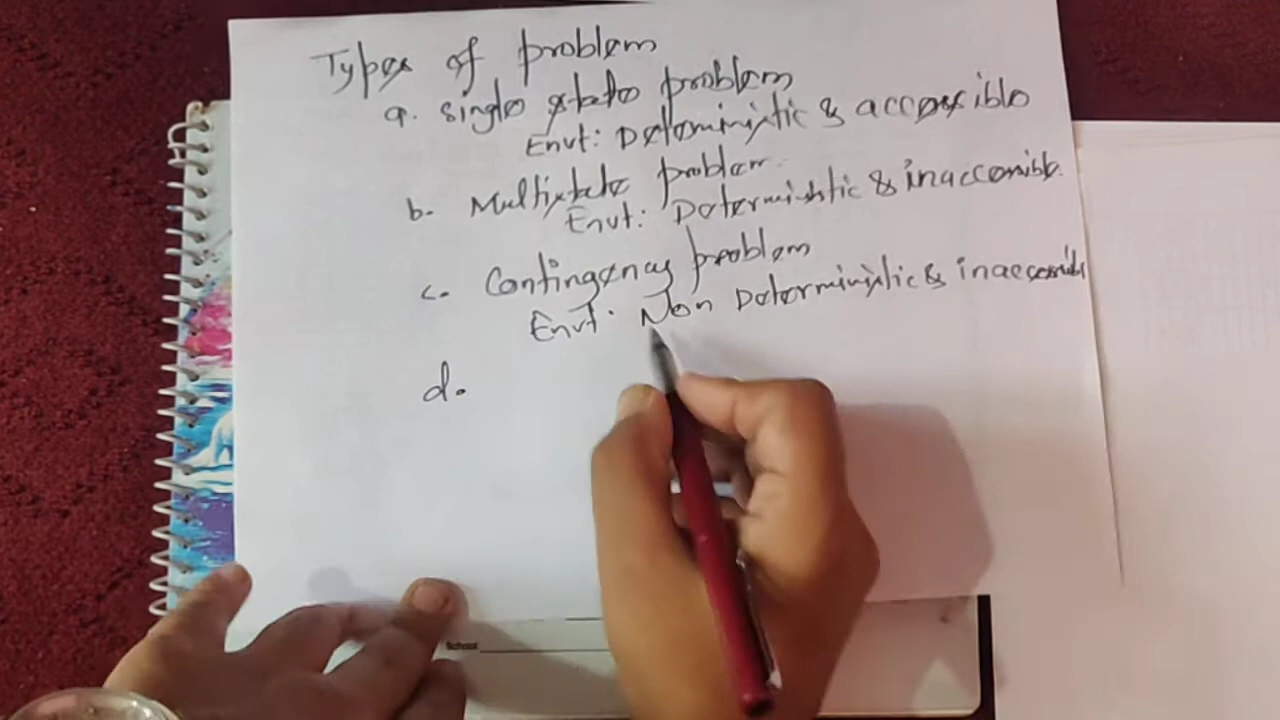 Types of problem
a. Single state problem
Envt: Deterministic & accessible
b. Multistate problem
Envt: Deterministic & inaccessible
c. Contingency problem
Envt: Non Deterministic & inaccessible
d.
School